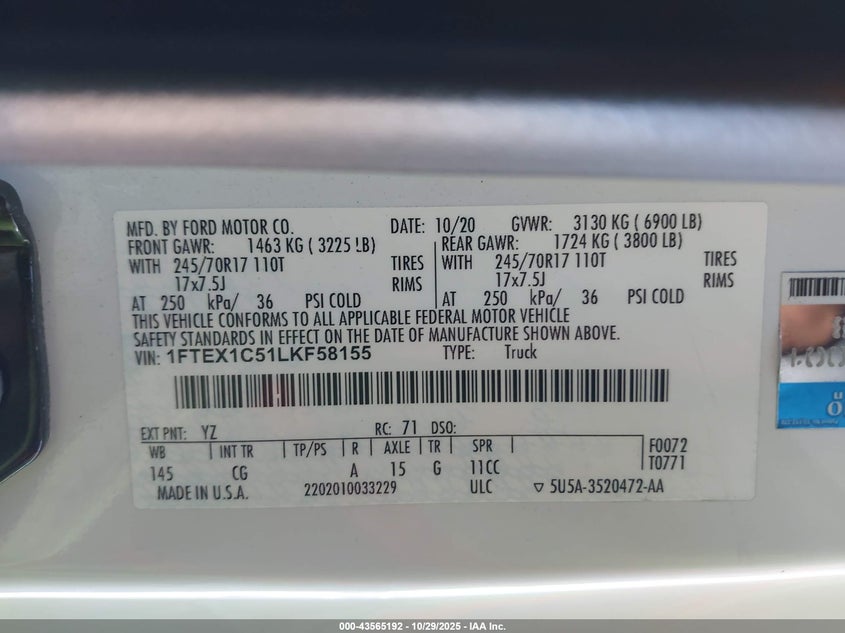 MFD. BY FORD MOTOR CO. DATE: 10/20 GVWR: 3130 KG ( 6900 LB)
FRONT GAWR: 1463 KG ( 3225 LB) REAR GAWR: 1724 KG ( 3800 LB)
WITH 245/70R17 110T TIRES WITH 245/70R17 110T TIRES
17x7.5J RIMS 17x7.5J RIMS
AT 250 kPa/ 36 PSI COLD AT 250 kPa/ 36 PSI COLD
THIS VEHICLE CONFORMS TO ALL APPLICABLE FEDERAL MOTOR VEHICLE
SAFETY STANDARDS IN EFFECT ON THE DATE OF MANUFACTURE SHOWN ABOVE.
VIN: 1FTEX1C51LKF58155 TYPE: Truck
EXT PNT: YZ RC: 71 DSO:
WB INT TR TP/PS R AXLE TR SPR F0072
145 CG A 15 G 11CC T0771
MADE IN U.S.A. 2202010033229 ULC 5U5A-3520472-AA
000-43565192 - 10/29/2025 - IAA Inc.